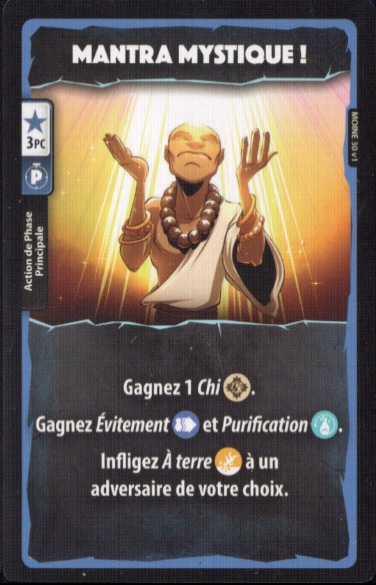 MANTRA MYSTIQUE !
3PC
P
Action de Phase
Principale
MOINE 30 v1
Gagnez 1 Chi.
Gagnez Évitement et Purification.
Infligez À terre à un
adversaire de votre choix.